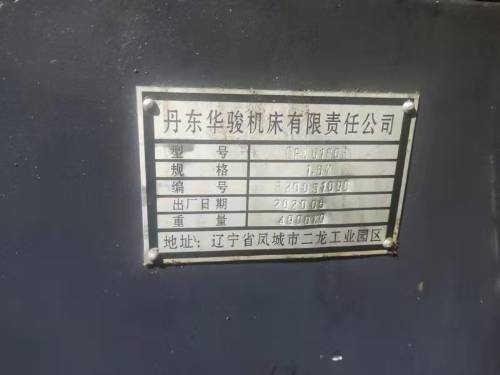 丹东华骏机床有限责任公司
型号
规格
编号
出厂日期 202005
重量
地址: 辽宁省凤城市二龙工业园区